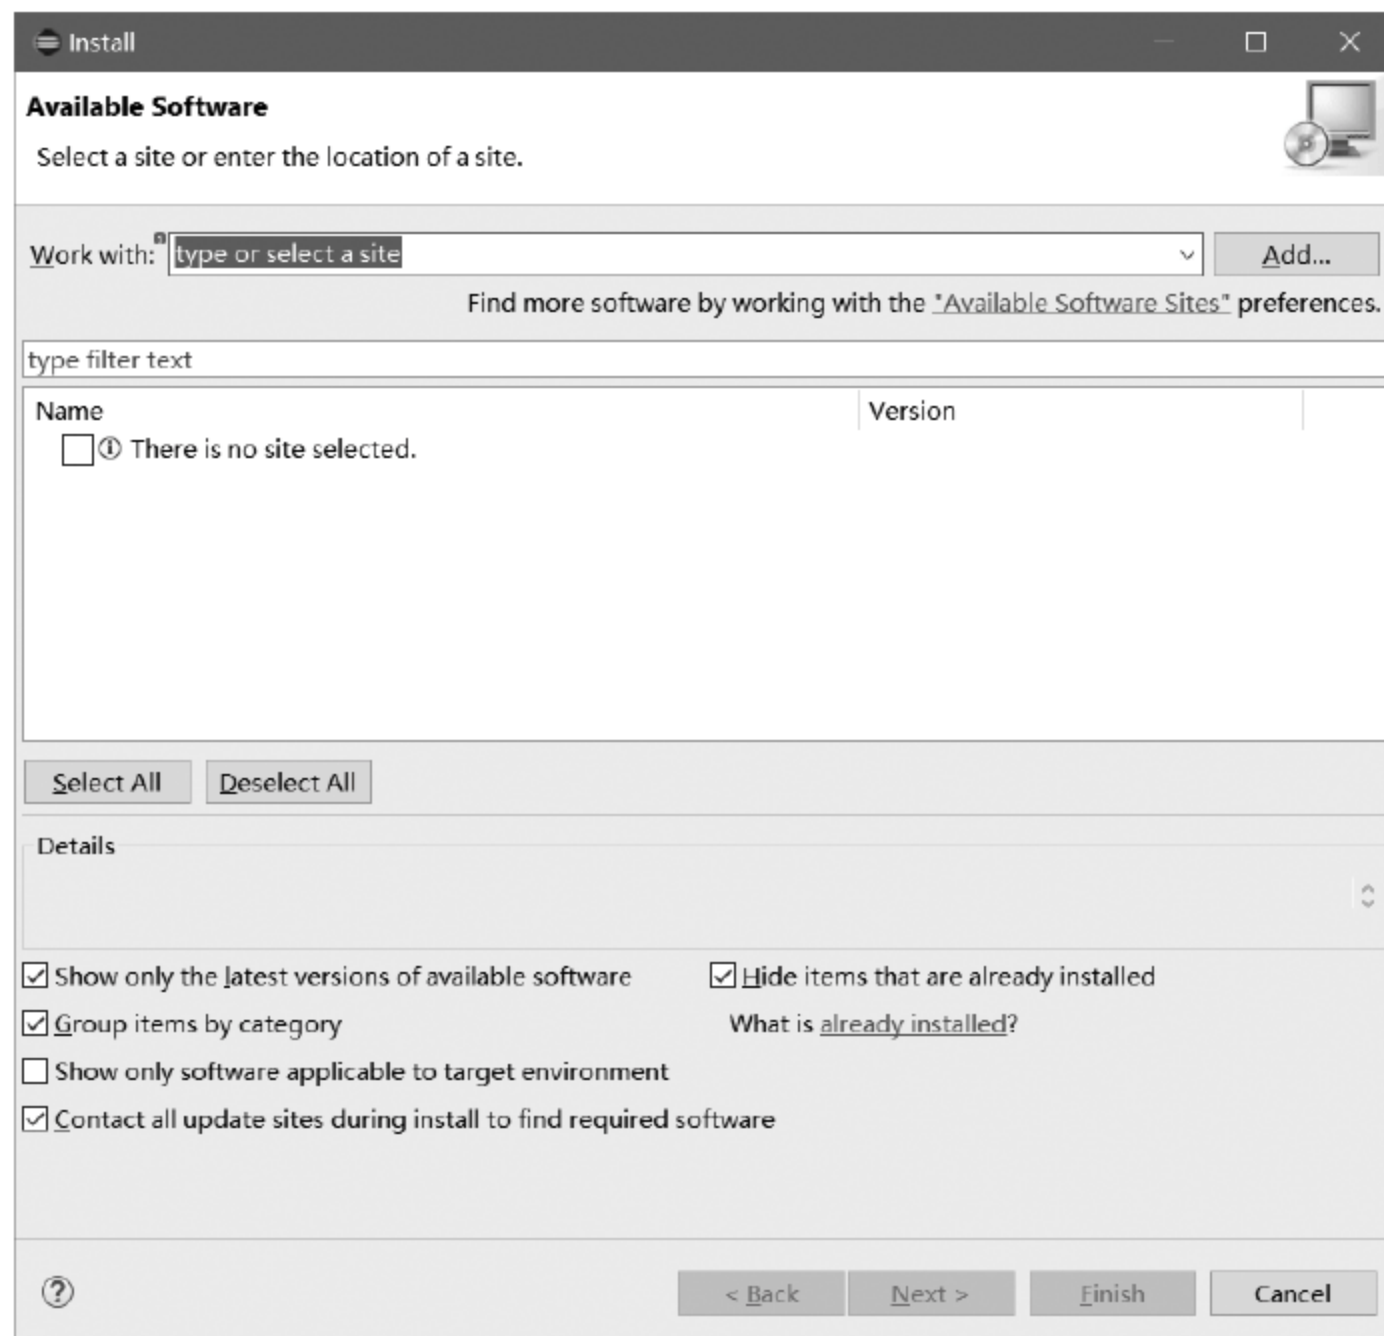 Install
Available Software
Select a site or enter the location of a site.
Work with: type or select a site Add...
Find more software by working with the "Available Software Sites" preferences.
type filter text
Name Version
There is no site selected.
Select All Deselect All
Details
Show only the latest versions of available software Hide items that are already installed
Group items by category What is already installed?
Show only software applicable to target environment
Contact all update sites during install to find required software
? < Back Next > Finish Cancel